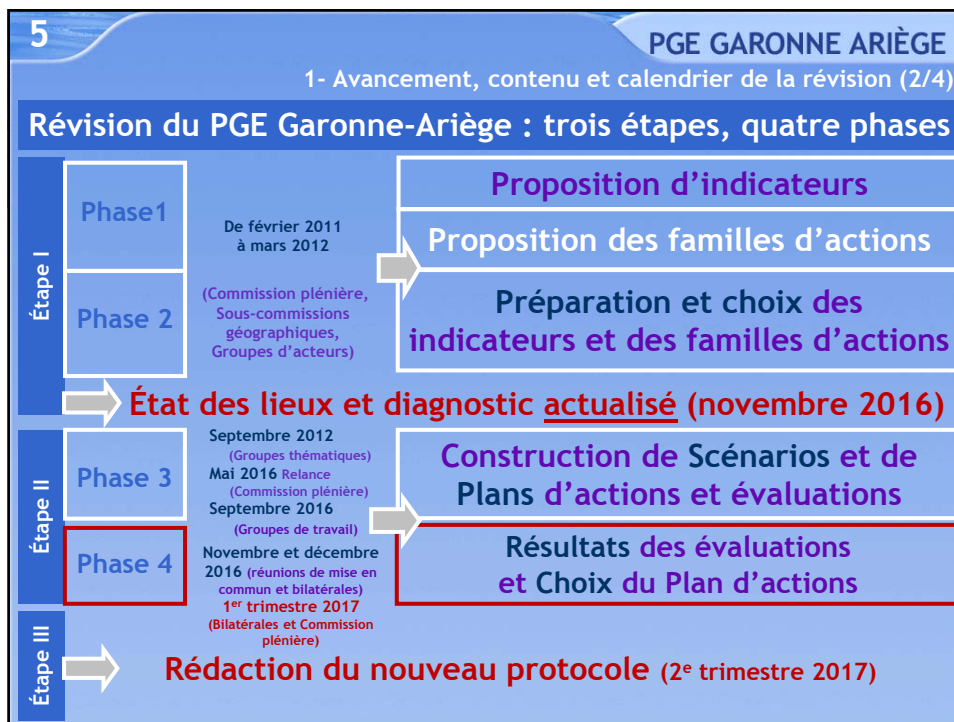 5
PGE GARONNE ARIÈGE
1- Avancement, contenu et calendrier de la révision (2/4)
Révision du PGE Garonne-Ariège : trois étapes, quatre phases
Étape I
Phase1
Phase 2
De février 2011
à mars 2012
(Commission plénière,
Sous-commissions
géographiques,
Groupes d’acteurs)
Proposition d’indicateurs
Proposition des familles d’actions
Préparation et choix des
indicateurs et des familles d’actions
État des lieux et diagnostic actualisé (novembre 2016)
Étape II
Phase 3
Septembre 2012
(Groupes thématiques)
Mai 2016 Relance
(Commission plénière)
Septembre 2016
(Groupes de travail)
Construction de Scénarios et de
Plans d’actions et évaluations
Phase 4
Novembre et décembre
2016 (réunions de mise en
commun et bilatérales)
1er trimestre 2017
(Bilatérales et Commission
plénière)
Résultats des évaluations
et Choix du Plan d’actions
Étape III
Rédaction du nouveau protocole (2e trimestre 2017)